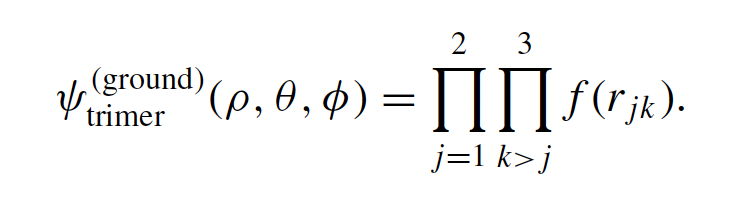 ψ_trimer^(ground)(ρ, θ, ϕ) = ∏_{j=1}^{2} ∏_{k>j}^{3} f(r_{jk}).